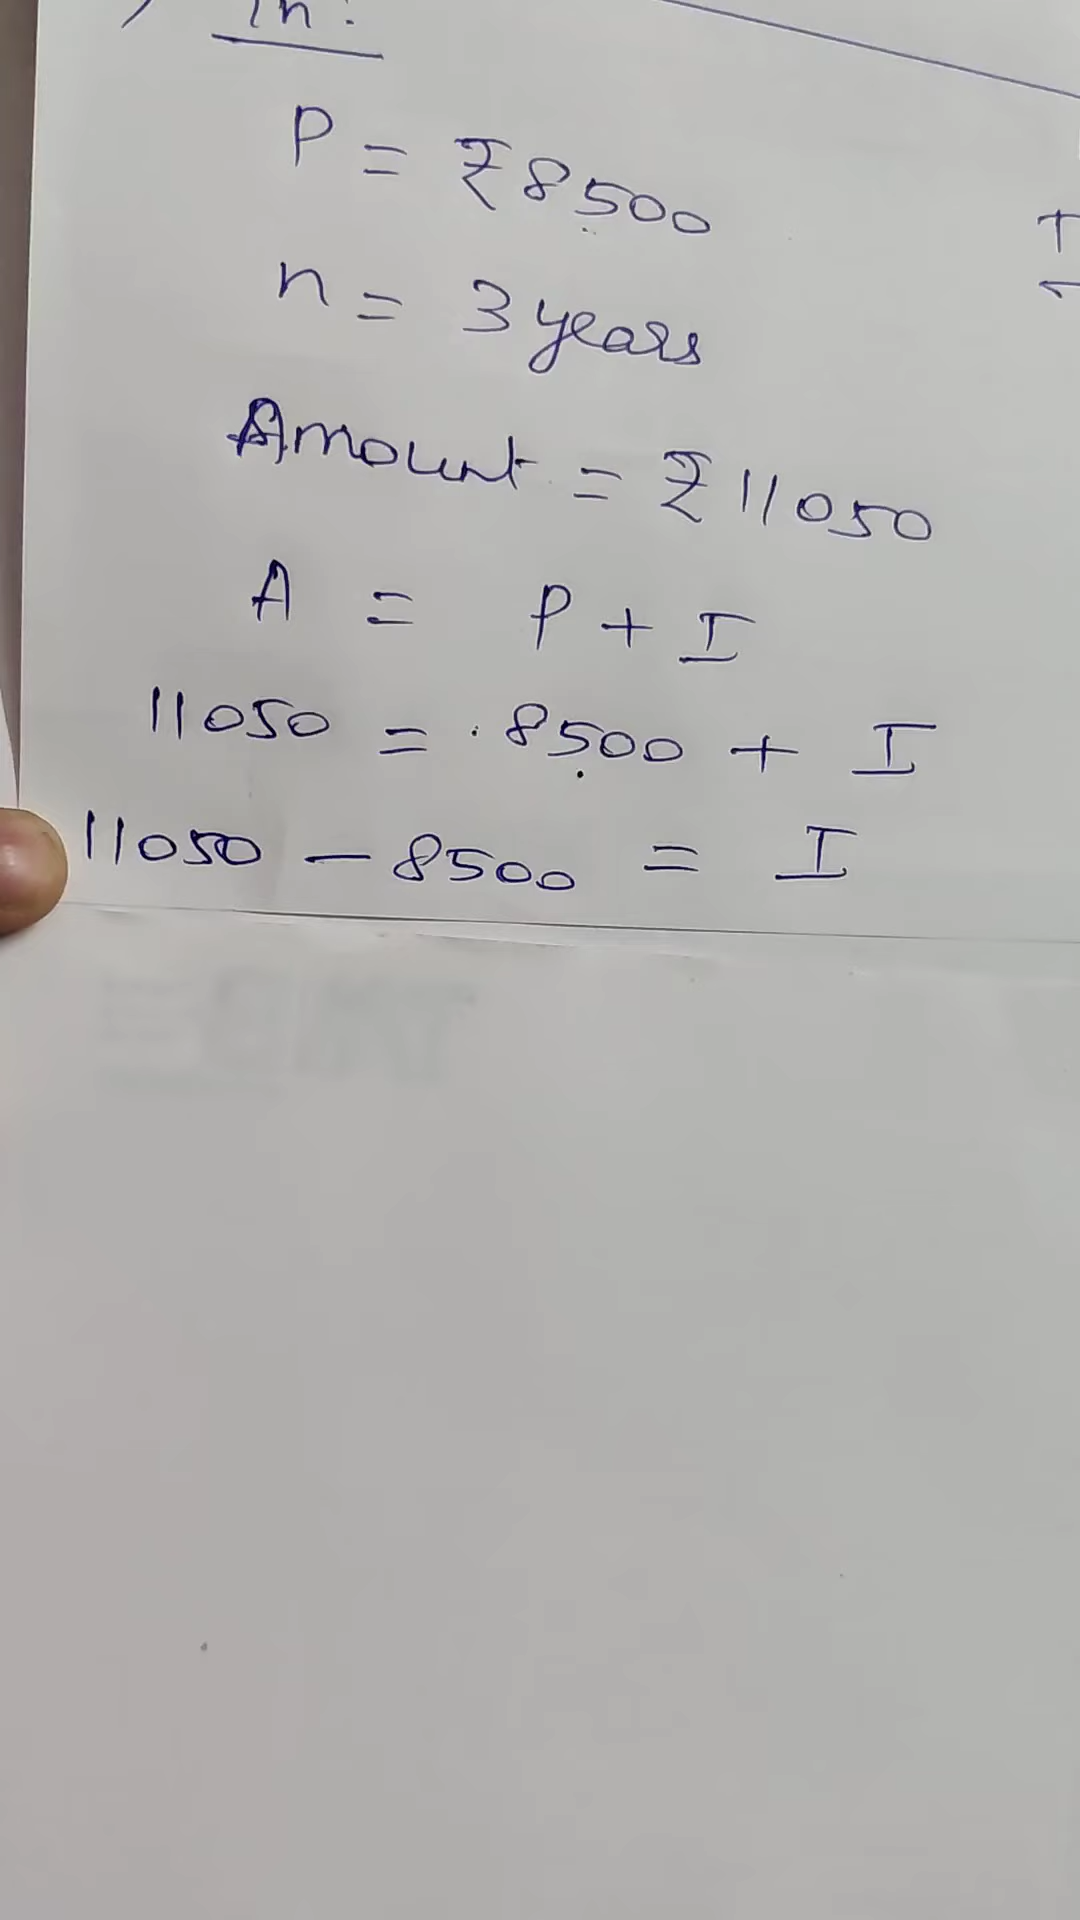 P = ₹8500
n = 3 years
Amount = ₹11050
A = P + I
11050 = 8500 + I
11050 - 8500 = I